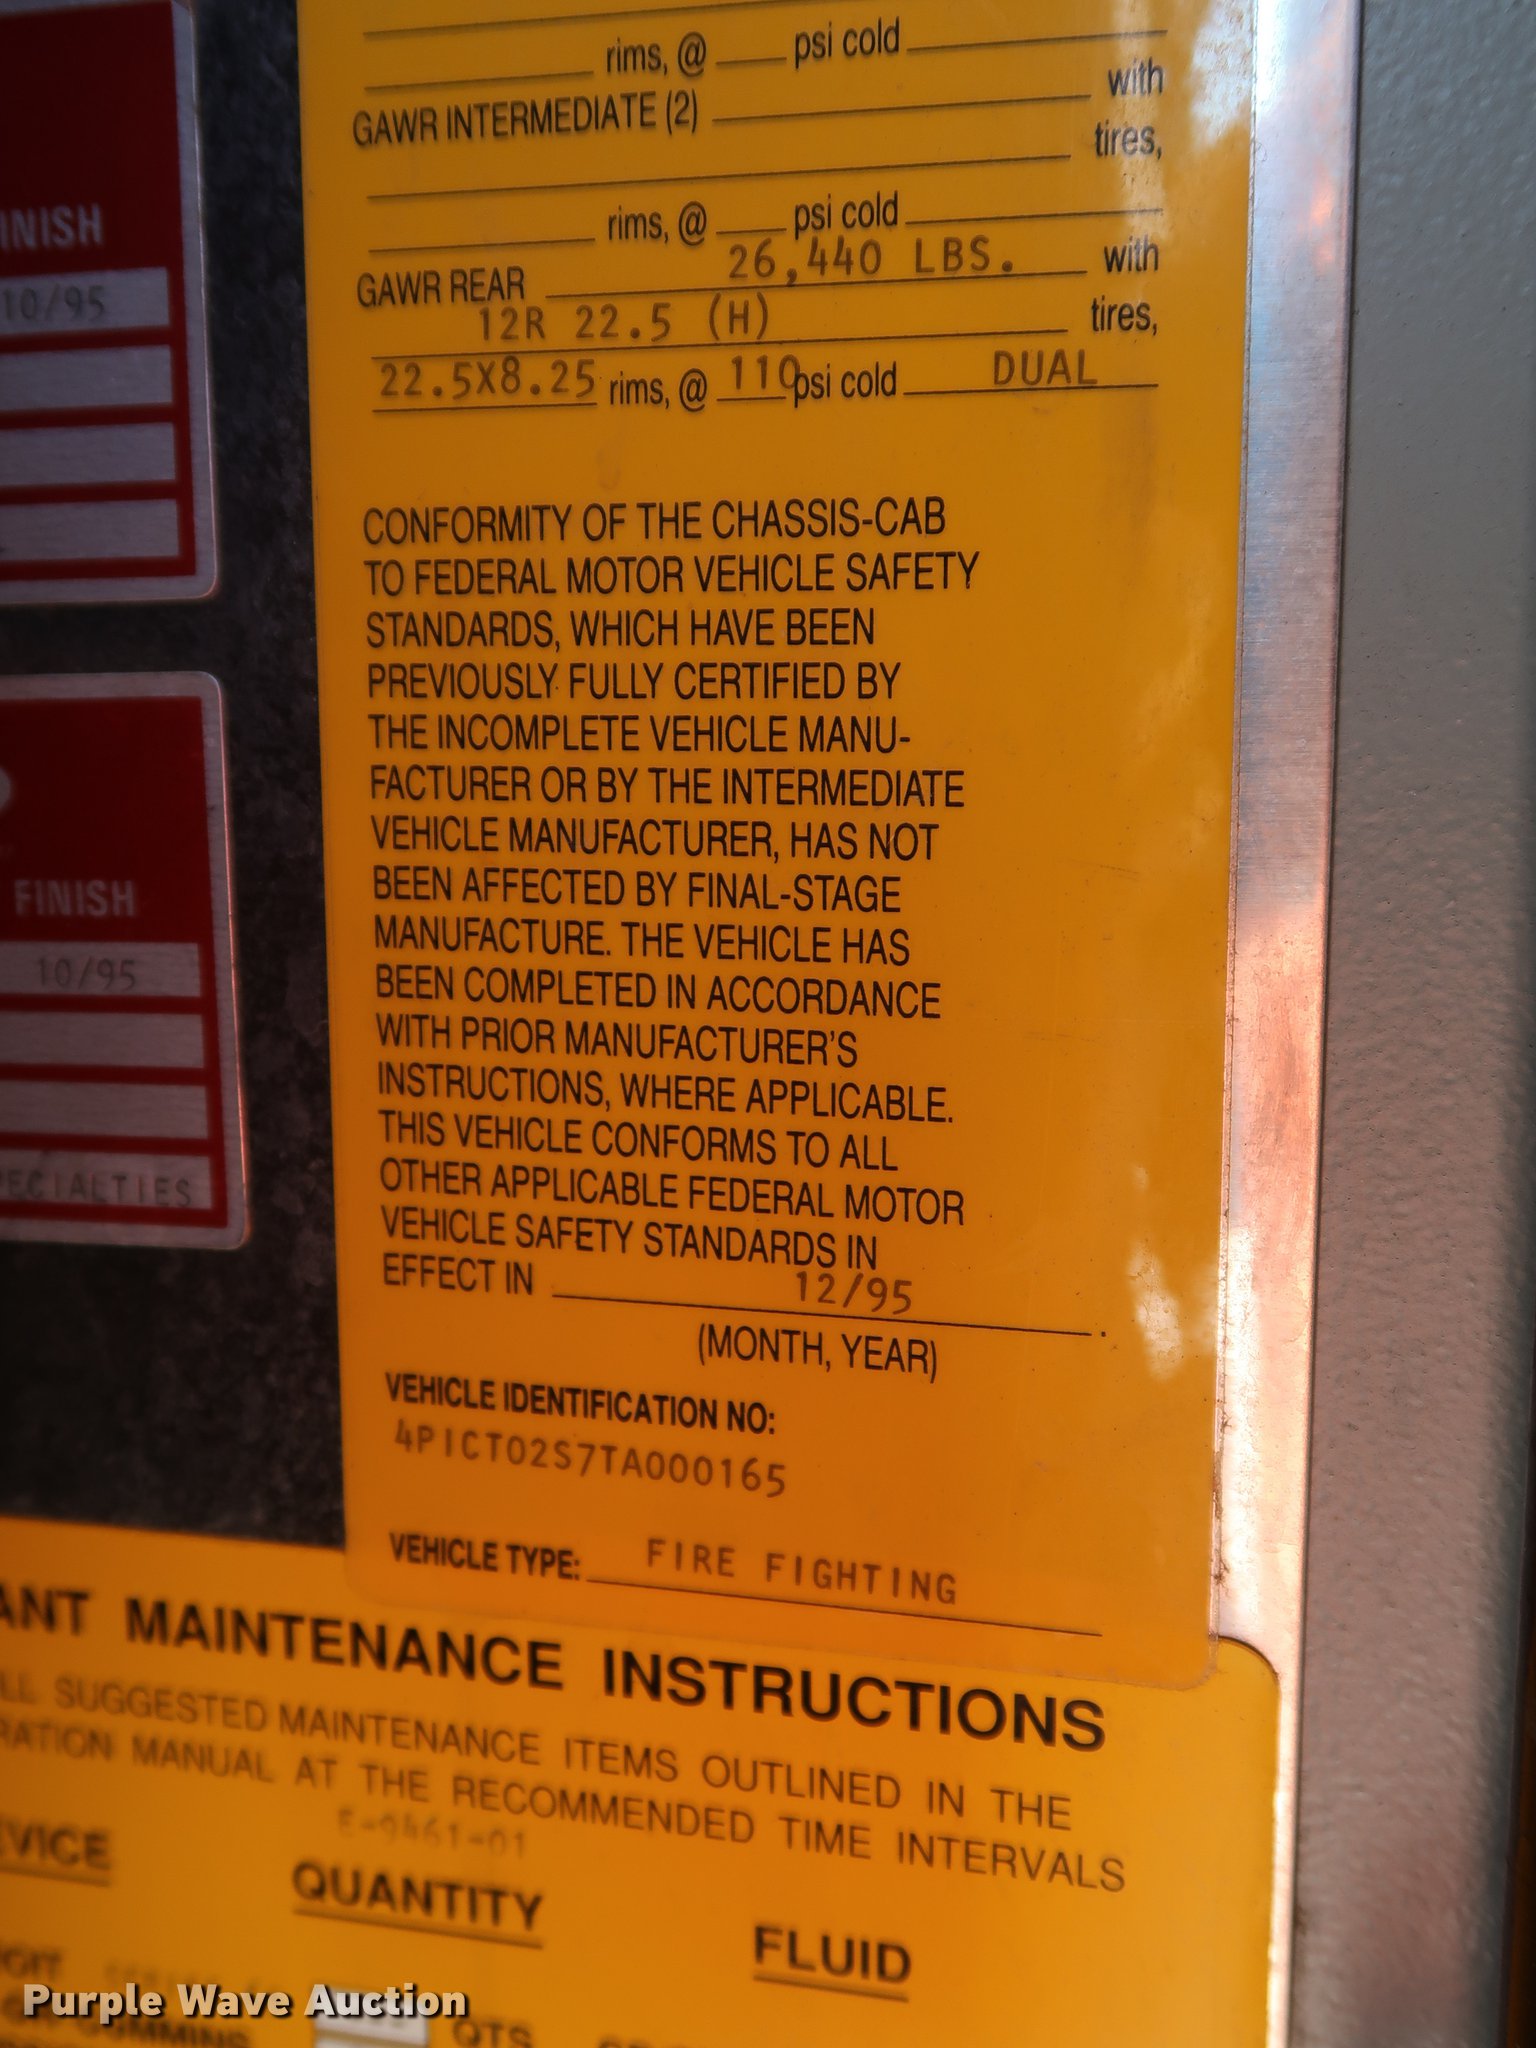 rims, @ psi cold
with
GAWR INTERMEDIATE (2)
tires,
rims, @ psi cold
26,440 LBS. with
GAWR REAR
12R 22.5 (H) tires,
22.5X8.25 rims, @ 110 psi cold DUAL
CONFORMITY OF THE CHASSIS-CAB
TO FEDERAL MOTOR VEHICLE SAFETY
STANDARDS, WHICH HAVE BEEN
PREVIOUSLY FULLY CERTIFIED BY
THE INCOMPLETE VEHICLE MANU-
FACTURER OR BY THE INTERMEDIATE
VEHICLE MANUFACTURER, HAS NOT
BEEN AFFECTED BY FINAL-STAGE
MANUFACTURE. THE VEHICLE HAS
BEEN COMPLETED IN ACCORDANCE
WITH PRIOR MANUFACTURER'S
INSTRUCTIONS, WHERE APPLICABLE.
THIS VEHICLE CONFORMS TO ALL
OTHER APPLICABLE FEDERAL MOTOR
VEHICLE SAFETY STANDARDS IN
EFFECT IN 12/95.
(MONTH, YEAR)
VEHICLE IDENTIFICATION NO:
4PICT02S7TA000165
VEHICLE TYPE: FIRE FIGHTING
INISH
10/95
FINISH
10/95
PECIALTIES
ANT MAINTENANCE INSTRUCTIONS
LL SUGGESTED MAINTENANCE ITEMS OUTLINED IN THE
RATION MANUAL AT THE RECOMMENDED TIME INTERVALS
E-9461-01
EVICE QUANTITY FLUID
CUMMINS QTS
Purple Wave Auction